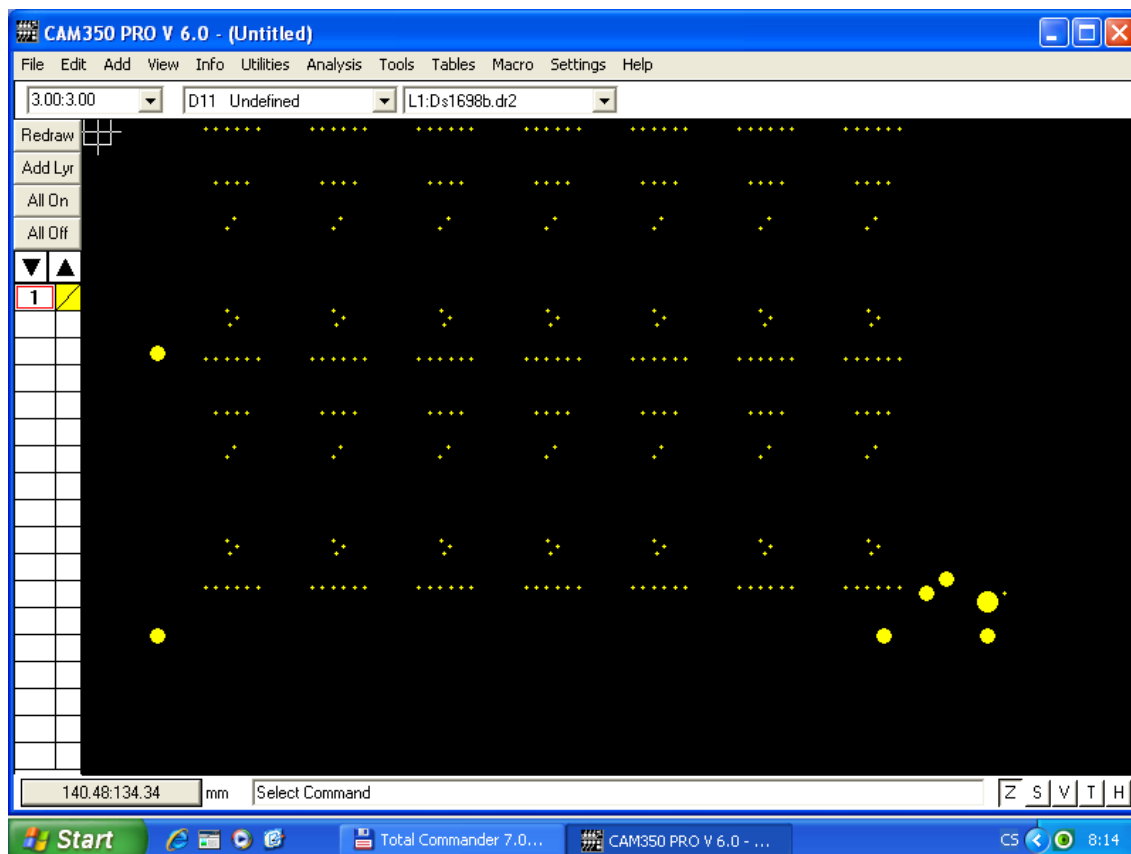 CAM350 PRO V 6.0 - (Untitled)
File Edit Add View Info Utilities Analysis Tools Tables Macro Settings Help
3.00:3.00 D11 Undefined L1:Ds1698b.dr2
Redraw
Add Lyr
All On
All Off
1
140.48:134.34 mm Select Command Z S V T H
Start Total Commander 7.0... CAM350 PRO V 6.0 - ... CS 8:14